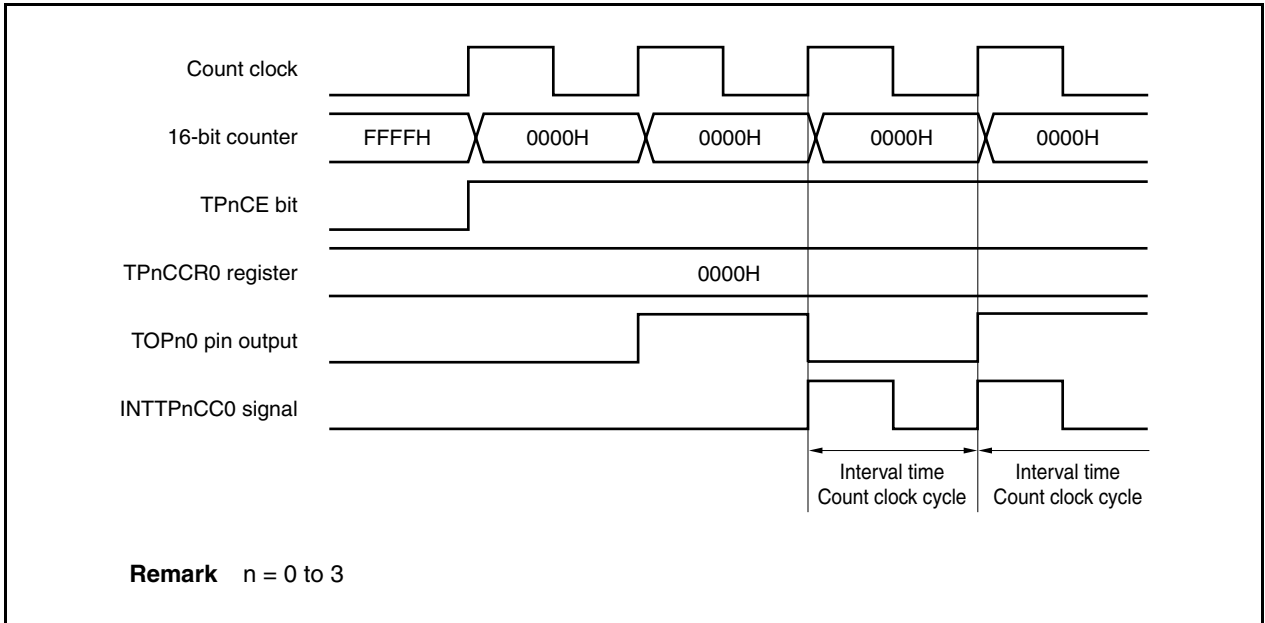 Count clock
16-bit counter
FFFFH 0000H 0000H 0000H 0000H
TPnCE bit
TPnCCR0 register
0000H
TOPn0 pin output
INTTPnCC0 signal
Interval time
Count clock cycle
Interval time
Count clock cycle
Remark n = 0 to 3